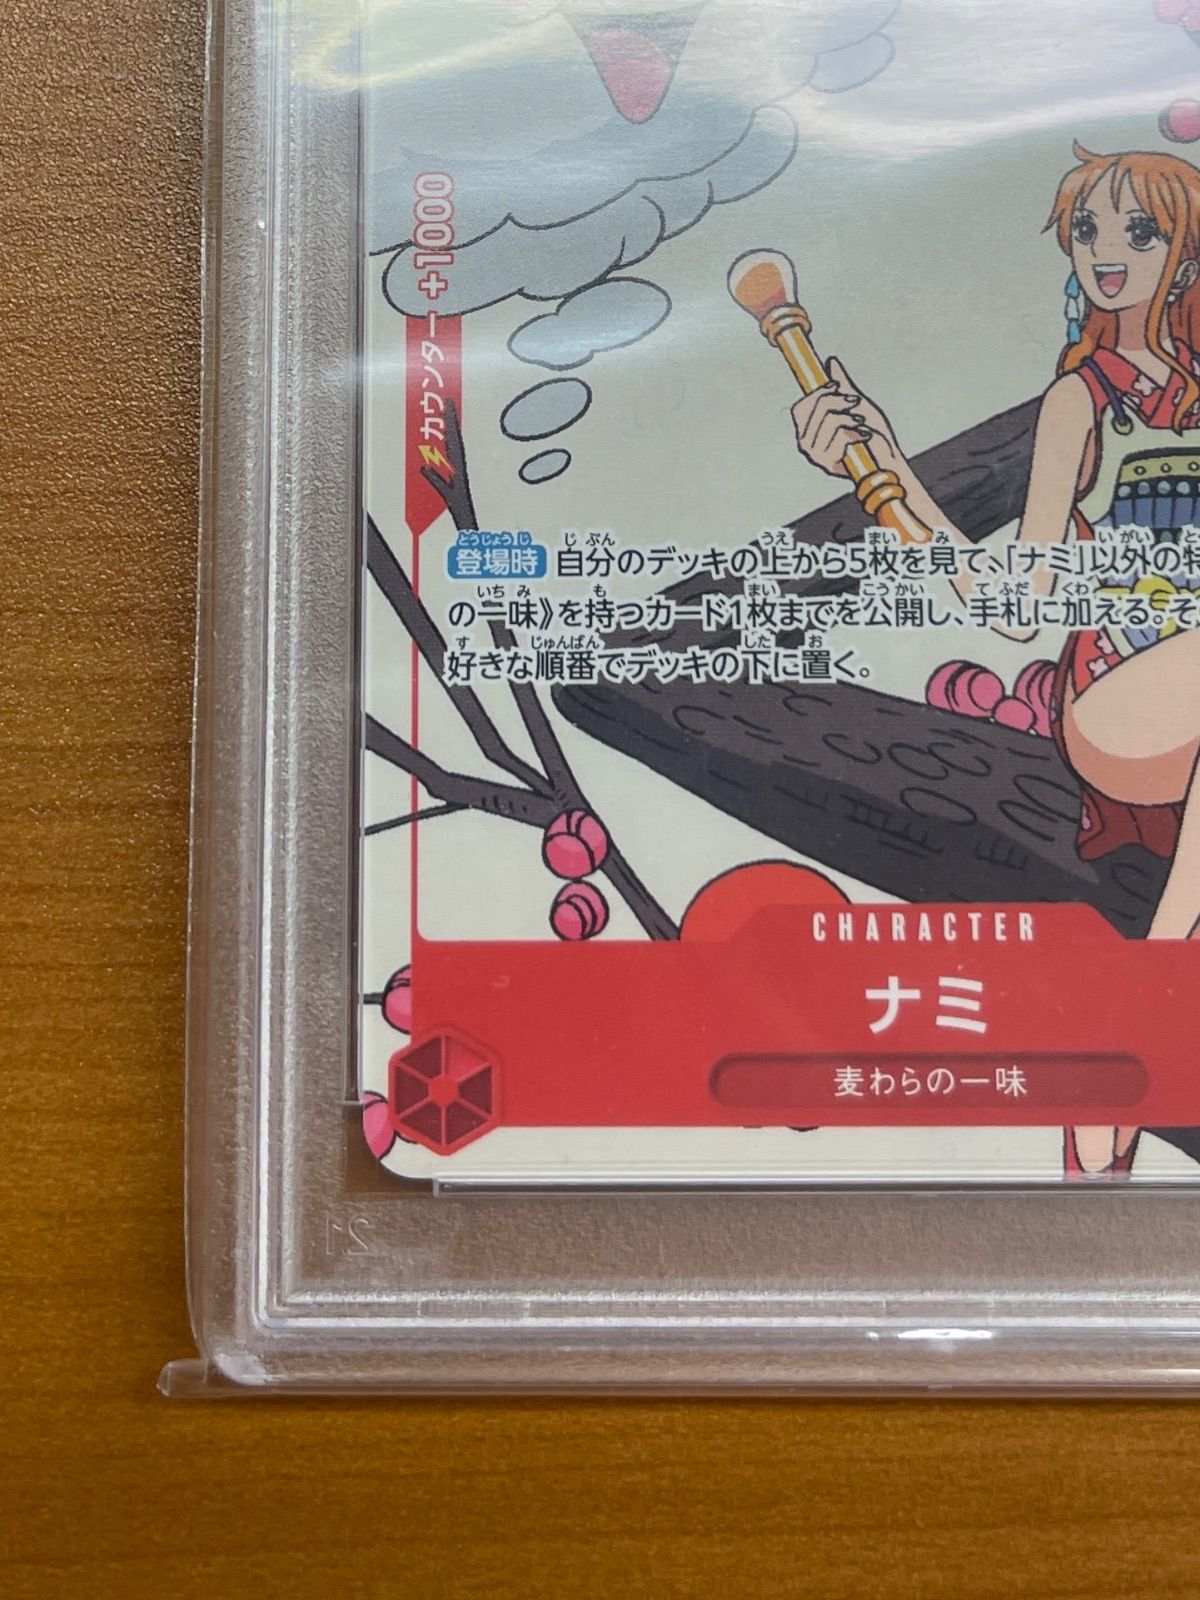 ⚡カウンター +1000
登場時 自分のデッキの上から5枚を見て、「ナミ」以外の特
の一味》を持つカード1枚までを公開し、手札に加える。そ
好きな順番でデッキの下に置く。
CHARACTER
ナミ
麦わらの一味
21